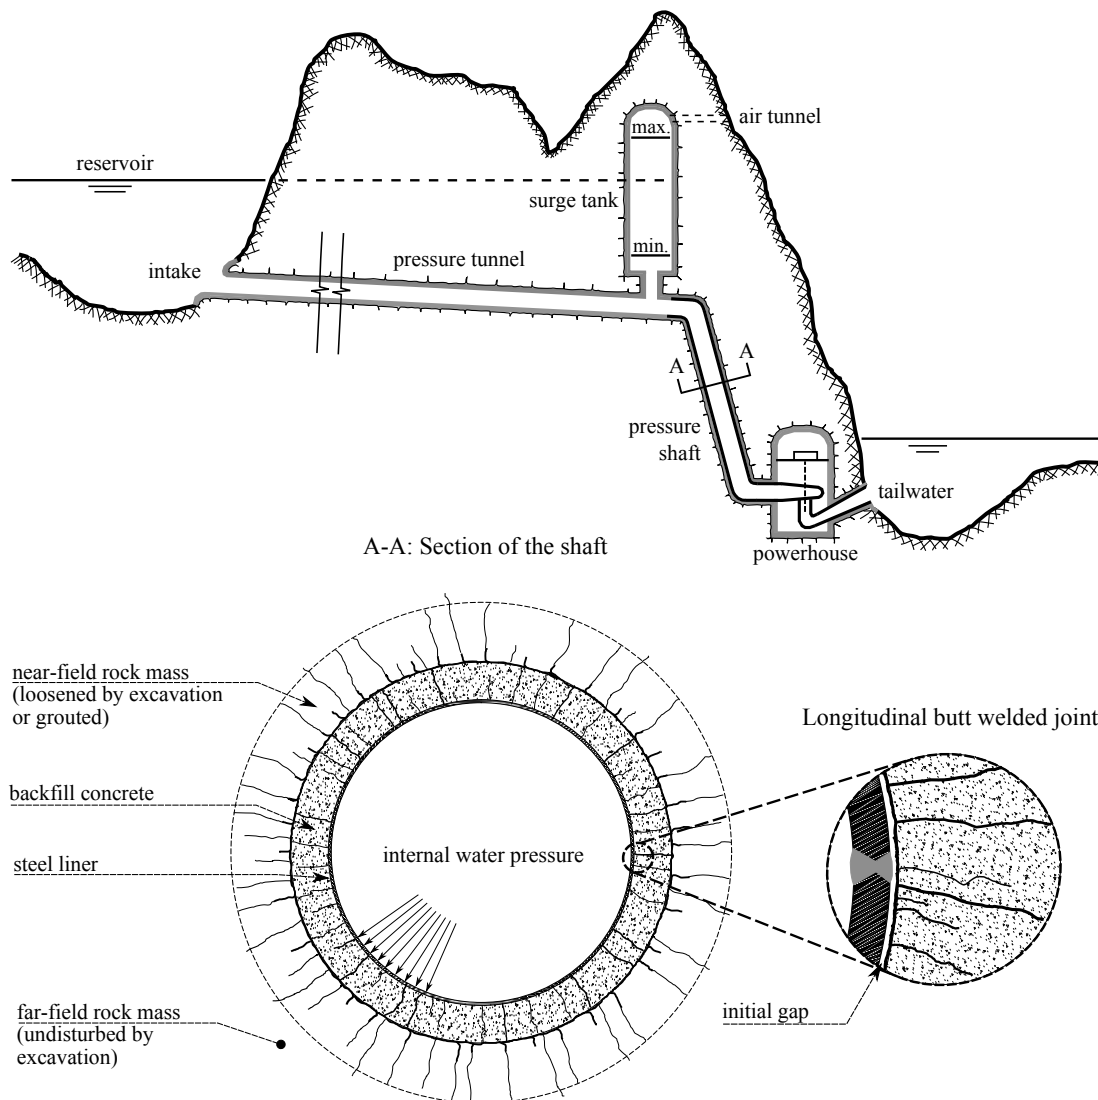 reservoir
max.
air tunnel
surge tank
min.
intake
pressure tunnel
A
A
pressure
shaft
tailwater
powerhouse
A-A: Section of the shaft
near-field rock mass
(loosened by excavation
or grouted)
backfill concrete
steel liner
internal water pressure
far-field rock mass
(undisturbed by
excavation)
Longitudinal butt welded joint
initial gap